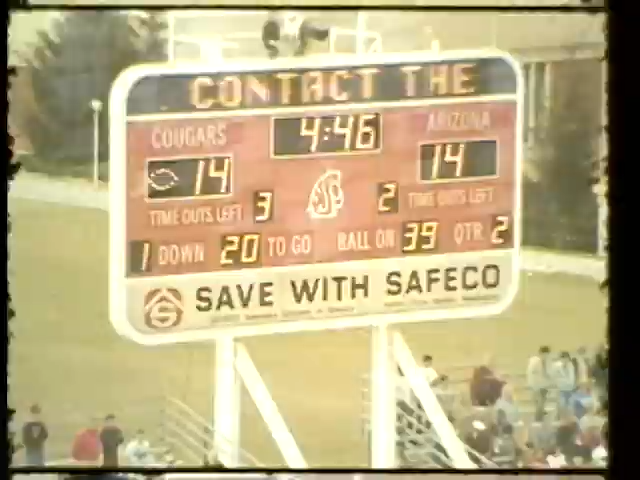 CONTACT THE
COUGARS 4:46 ARIZONA
14 14
TIME OUTS LEFT 3 2 TIME OUTS LEFT
1 DOWN 20 TO GO BALL ON 39 QTR 2
SAVE WITH SAFECO